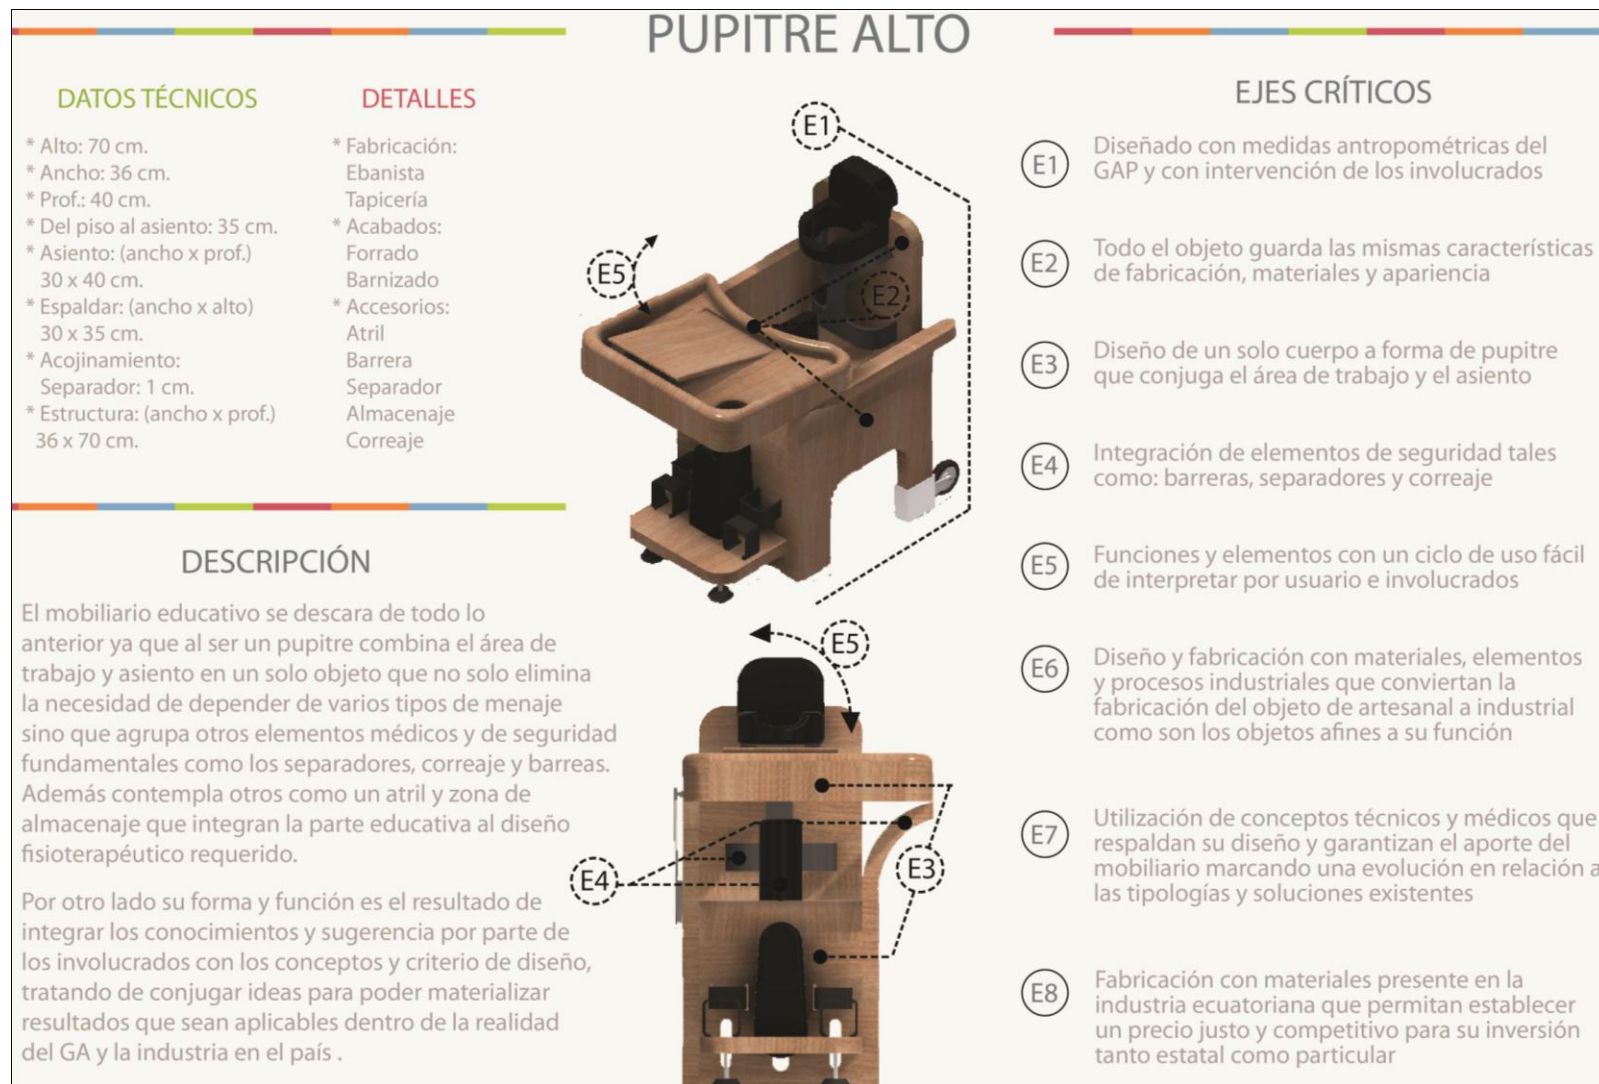 PUPITRE ALTO
DATOS TÉCNICOS
* Alto: 70 cm.
* Ancho: 36 cm.
* Prof.: 40 cm.
* Del piso al asiento: 35 cm.
* Asiento: (ancho x prof.)
30 x 40 cm.
* Espaldar: (ancho x alto)
30 x 35 cm.
* Acojinamiento:
Separador: 1 cm.
* Estructura: (ancho x prof.)
36 x 70 cm.
DETALLES
* Fabricación:
Ebanista
Tapicería
* Acabados:
Forrado
Barnizado
* Accesorios:
Atril
Barrera
Separador
Almacenaje
Correaje
DESCRIPCIÓN
El mobiliario educativo se descara de todo lo
anterior ya que al ser un pupitre combina el área de
trabajo y asiento en un solo objeto que no solo elimina
la necesidad de depender de varios tipos de menaje
sino que agrupa otros elementos médicos y de seguridad
fundamentales como los separadores, correaje y barreas.
Además contempla otros como un atril y zona de
almacenaje que integran la parte educativa al diseño
fisioterapéutico requerido.
Por otro lado su forma y función es el resultado de
integrar los conocimientos y sugerencia por parte de
los involucrados con los conceptos y criterio de diseño,
tratando de conjugar ideas para poder materializar
resultados que sean aplicables dentro de la realidad
del GA y la industria en el país .
E1
E5
E2
E5
E4
E3
EJES CRÍTICOS
E1
Diseñado con medidas antropométricas del
GAP y con intervención de los involucrados
E2
Todo el objeto guarda las mismas características
de fabricación, materiales y apariencia
E3
Diseño de un solo cuerpo a forma de pupitre
que conjuga el área de trabajo y el asiento
E4
Integración de elementos de seguridad tales
como: barreras, separadores y correaje
E5
Funciones y elementos con un ciclo de uso fácil
de interpretar por usuario e involucrados
E6
Diseño y fabricación con materiales, elementos
y procesos industriales que conviertan la
fabricación del objeto de artesanal a industrial
como son los objetos afines a su función
E7
Utilización de conceptos técnicos y médicos que
respaldan su diseño y garantizan el aporte del
mobiliario marcando una evolución en relación a
las tipologías y soluciones existentes
E8
Fabricación con materiales presente en la
industria ecuatoriana que permitan establecer
un precio justo y competitivo para su inversión
tanto estatal como particular